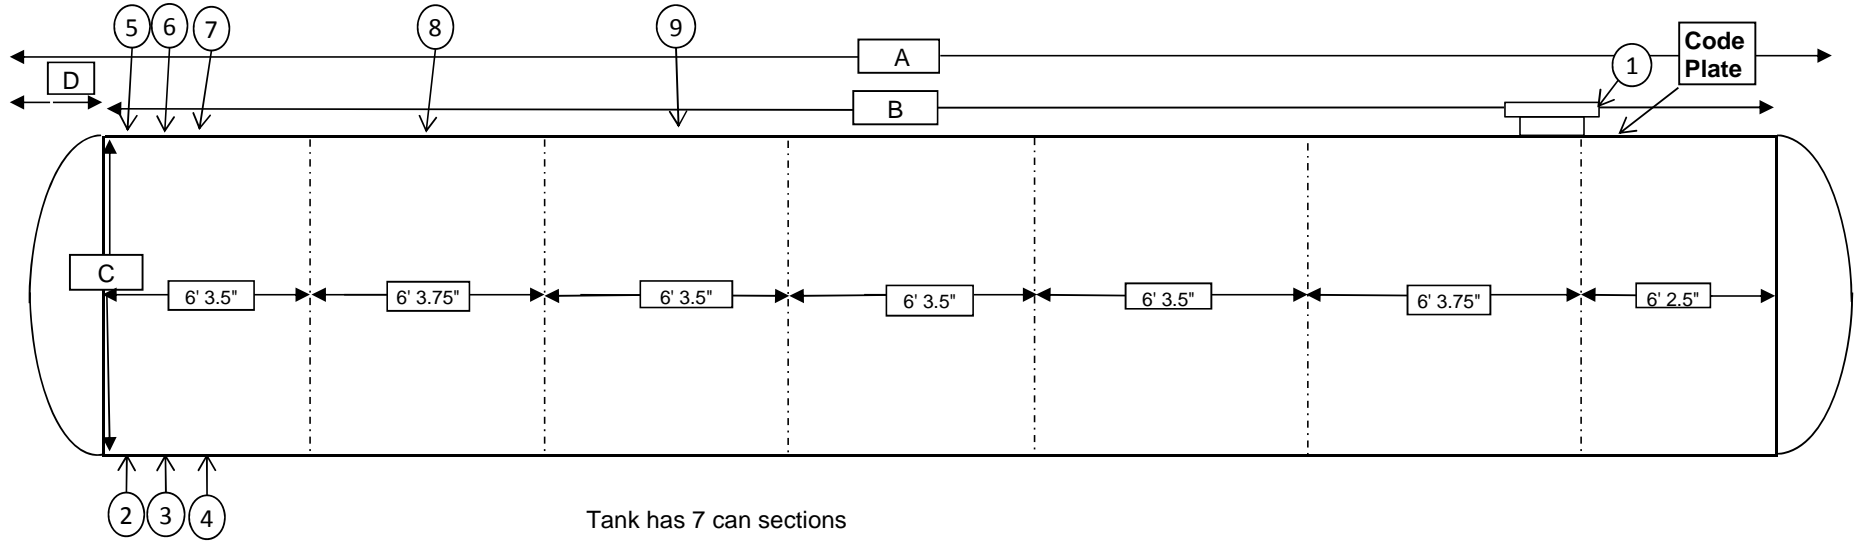 5 6 7 8 9
A
Code
Plate
1
D
B
C
6' 3.5" 6' 3.75" 6' 3.5" 6' 3.5" 6' 3.5" 6' 3.75" 6' 2.5"
2 3 4
Tank has 7 can sections